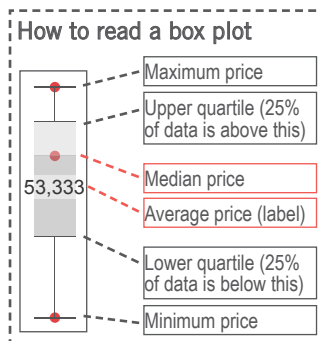 How to read a box plot
Maximum price
Upper quartile (25%
of data is above this)
Median price
53,333
Average price (label)
Lower quartile (25%
of data is below this)
Minimum price